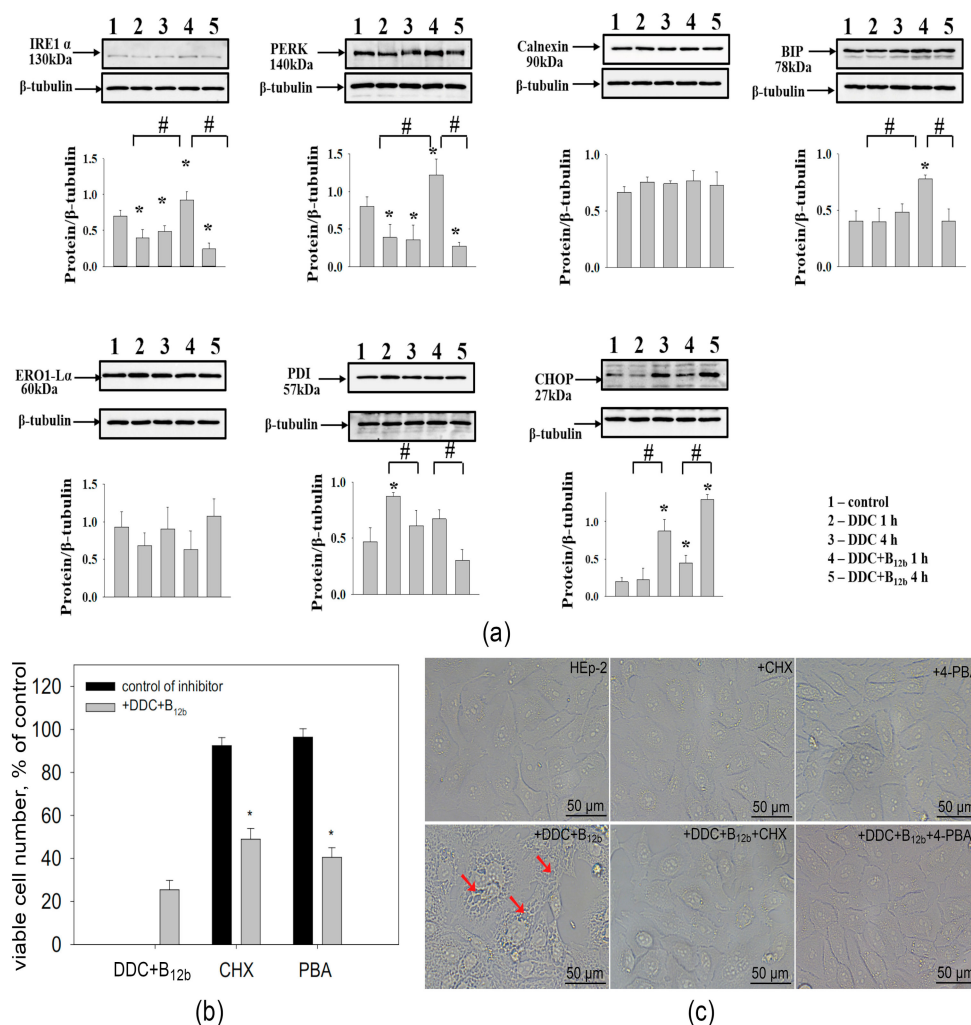 1 2 3 4 5
IRE1 α
130kDa
β-tubulin
# #
Protein/β-tubulin
1.5
1.0
0.5
0.0
* * * *
1 2 3 4 5
PERK
140kDa
β-tubulin
# #
Protein/β-tubulin
1.5
1.0
0.5
0.0
* * * *
1 2 3 4 5
Calnexin
90kDa
β-tubulin
Protein/β-tubulin
1.0
0.5
0.0
1 2 3 4 5
BIP
78kDa
β-tubulin
# #
Protein/β-tubulin
1.0
0.5
0.0
*
1 2 3 4 5
ERO1-Lα
60kDa
β-tubulin
Protein/β-tubulin
1.5
1.0
0.5
0.0
1 2 3 4 5
PDI
57kDa
β-tubulin
# #
Protein/β-tubulin
1.0
0.5
0.0
*
1 2 3 4 5
CHOP
27kDa
β-tubulin
# #
Protein/β-tubulin
1.0
0.5
0.0
* * *
1 – control
2 – DDC 1 h
3 – DDC 4 h
4 – DDC+B12b 1 h
5 – DDC+B12b 4 h
(a)
viable cell number, % of control
120
100
80
60
40
20
0
control of inhibitor
+DDC+B12b
* *
DDC+B12b CHX PBA
(b)
HEp-2
50 µm
+CHX
50 µm
+4-PBA
50 µm
+DDC+B12b
50 µm
+DDC+B12b+CHX
50 µm
+DDC+B12b+4-PBA
50 µm
(c)